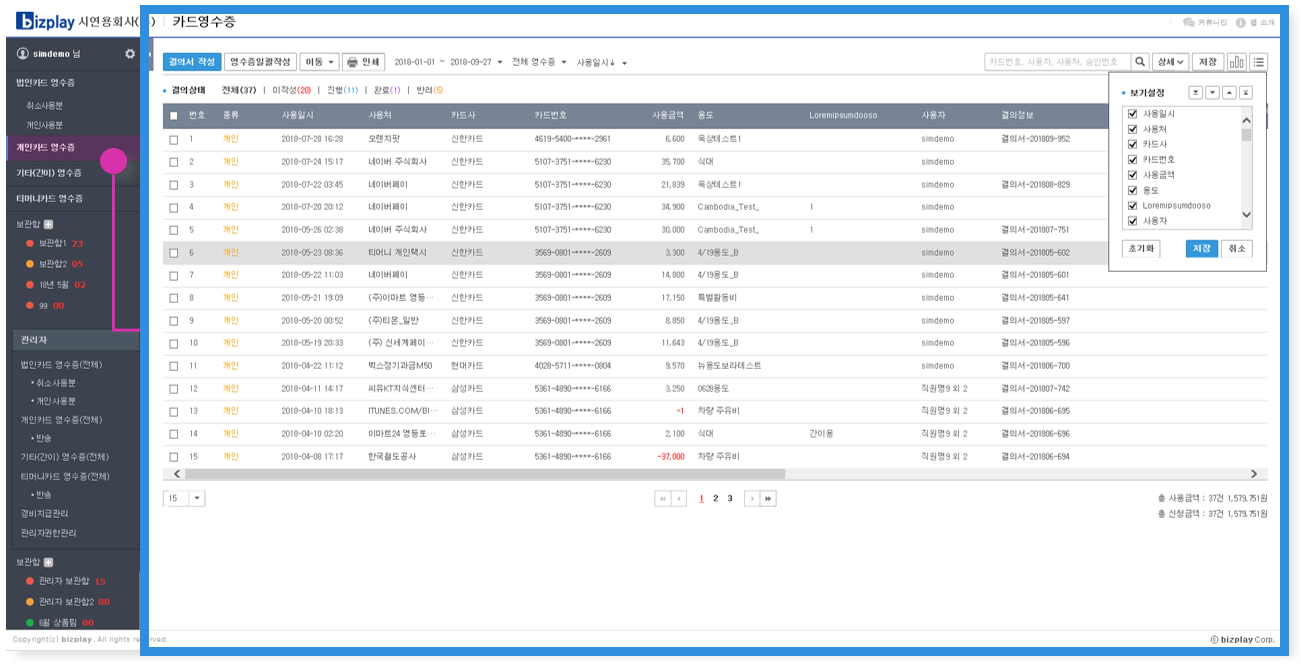 bizplay 시연용회사( ) 카드영수증 커뮤니티 앱 소개
simdemo 님
법인카드 영수증
취소사용분
개인사용분
개인카드 영수증
기타(간이) 영수증
티머니카드 영수증
보관함
보관함1 23
보관함2 05
18년 5월 02
99 00
관리자
법인카드 영수증(전체)
• 취소사용분
• 개인사용분
개인카드 영수증(전체)
• 반송
기타(간이) 영수증(전체)
티머니카드 영수증(전체)
• 반송
경비지급관리
관리자권한관리
보관함
관리자 보관함 15
관리자 보관함2 00
6월 상품팀 00
결의서 작성 영수증일괄작성 이동 인쇄 2018-01-01 ~ 2018-09-27 전체 영수증 사용일시↓ 카드번호, 사용자, 사용처, 승인번호 상세 저장
• 결의상태 전체(37) | 미작성(20) | 진행(11) | 완료(1) | 반려(5)
번호 종류 사용일시 사용처 카드사 카드번호 사용금액 용도 Loremipsumdooso 사용자 결의정보
1 개인 2018-07-28 16:28 오렌지팟 신한카드 4619-5400-****-2961 6,600 옥상테스트1 simdemo 결의서-201809-952
2 개인 2018-07-24 15:17 네이버 주식회사 신한카드 5107-3751-****-6230 35,700 식대 simdemo
3 개인 2018-07-22 03:45 네이버페이 신한카드 5107-3751-****-6230 21,839 옥상테스트1 simdemo 결의서-201808-829
4 개인 2018-07-20 20:12 네이버페이 신한카드 5107-3751-****-6230 34,900 Cambodia_Test_ 1 simdemo
5 개인 2018-05-26 02:38 네이버 주식회사 신한카드 5107-3751-****-6230 30,000 Cambodia_Test_ 1 simdemo 결의서-201807-751
6 개인 2018-05-23 08:36 티머니 개인택시 신한카드 3569-0801-****-2609 3,300 4/19용도_B simdemo 결의서-201805-602
7 개인 2018-05-22 11:03 네이버페이 신한카드 3569-0801-****-2609 14,800 4/19용도_B simdemo 결의서-201805-601
8 개인 2018-05-21 19:09 (주)이마트 영등… 신한카드 3569-0801-****-2609 17,150 특별활동비 simdemo 결의서-201805-641
9 개인 2018-05-20 00:52 (주)티몬_일반 신한카드 3569-0801-****-2609 8,850 4/19용도_B simdemo 결의서-201805-597
10 개인 2018-05-19 20:33 (주) 신세계페이… 신한카드 3569-0801-****-2609 11,643 4/19용도_B simdemo 결의서-201805-596
11 개인 2018-04-22 11:12 벅스정기과금M50 현대카드 4028-5711-****-0804 9,570 뉴용도보라테스트 simdemo 결의서-201806-700
12 개인 2018-04-11 14:17 씨유KT지식센터… 삼성카드 5361-4890-****-6166 3,250 0628용도 직원명9 외 2 결의서-201807-742
13 개인 2018-04-10 18:13 ITUNES.COM/BI… 삼성카드 5361-4890-****-6166 -1 차량 주유비 직원명9 외 2 결의서-201806-695
14 개인 2018-04-10 02:20 이마트24 영등포… 삼성카드 5361-4890-****-6166 2,100 식대 간이용 직원명9 외 2 결의서-201806-696
15 개인 2018-04-08 17:17 한국철도공사 삼성카드 5361-4890-****-6166 -37,000 차량 주유비 직원명9 외 2 결의서-201806-694
• 보기설정
사용일시
사용처
카드사
카드번호
사용금액
용도
Loremipsumdooso
사용자
초기화 저장 취소
15 1 2 3
총 사용금액 : 37건 1,579,751원
총 신청금액 : 37건 1,579,751원
Copyright(c) bizplay. All rights reserved. ⓒ bizplay Corp.